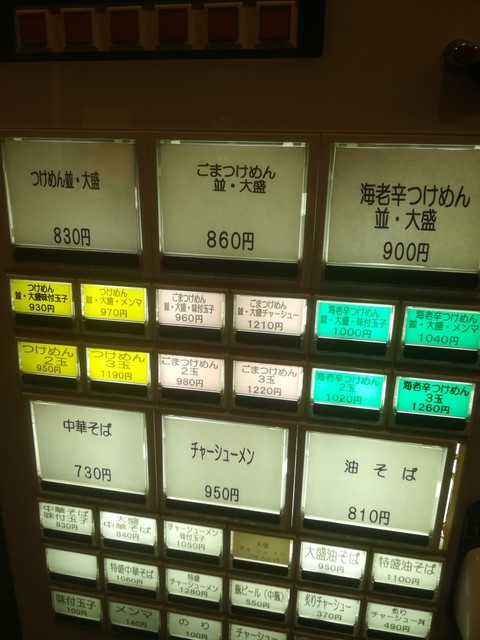 つけめん並・大盛
830円
ごまつけめん
並・大盛
860円
海老辛つけめん
並・大盛
900円
つけめん
並・大盛味付玉子
930円
つけめん
並・大盛・メンマ
970円
ごまつけめん
並・大盛・味付玉子
960円
ごまつけめん
並・大盛チャーシュー
1210円
海老辛つけめん
並・大盛・味付玉子
1000円
海老辛つけめん
並・大盛・メンマ
1040円
つけめん
2玉
950円
つけめん
3玉
1190円
ごまつけめん
2玉
980円
ごまつけめん
3玉
1220円
海老辛つけめん
2玉
1020円
海老辛つけめん
3玉
1260円
中華そば
730円
チャーシューメン
950円
油そば
810円
中華そば
味付玉子
830円
大盛
中華そば
840円
チャーシューメン
味付玉子
1050円
大盛油そば
950円
特盛油そば
1100円
特盛中華そば
1060円
特盛
チャーシューメン
1280円
瓶ビール(中瓶)
550円
炙りチャーシュー
370円
炙り
チャーシュー丼
490円
味付玉子
100円
メンマ
140円
のり
100円
チャーシュー